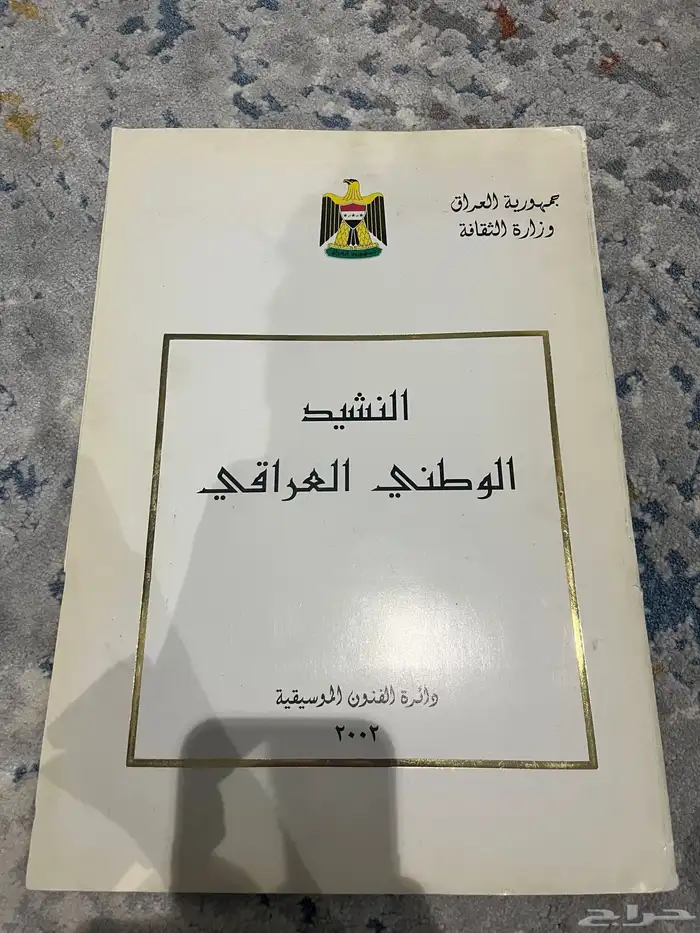 جمهورية العراق
وزارة الثقافة
النشيد
الوطني العراقي
دائرة الفنون الموسيقية
٢٠٠٢
حراج